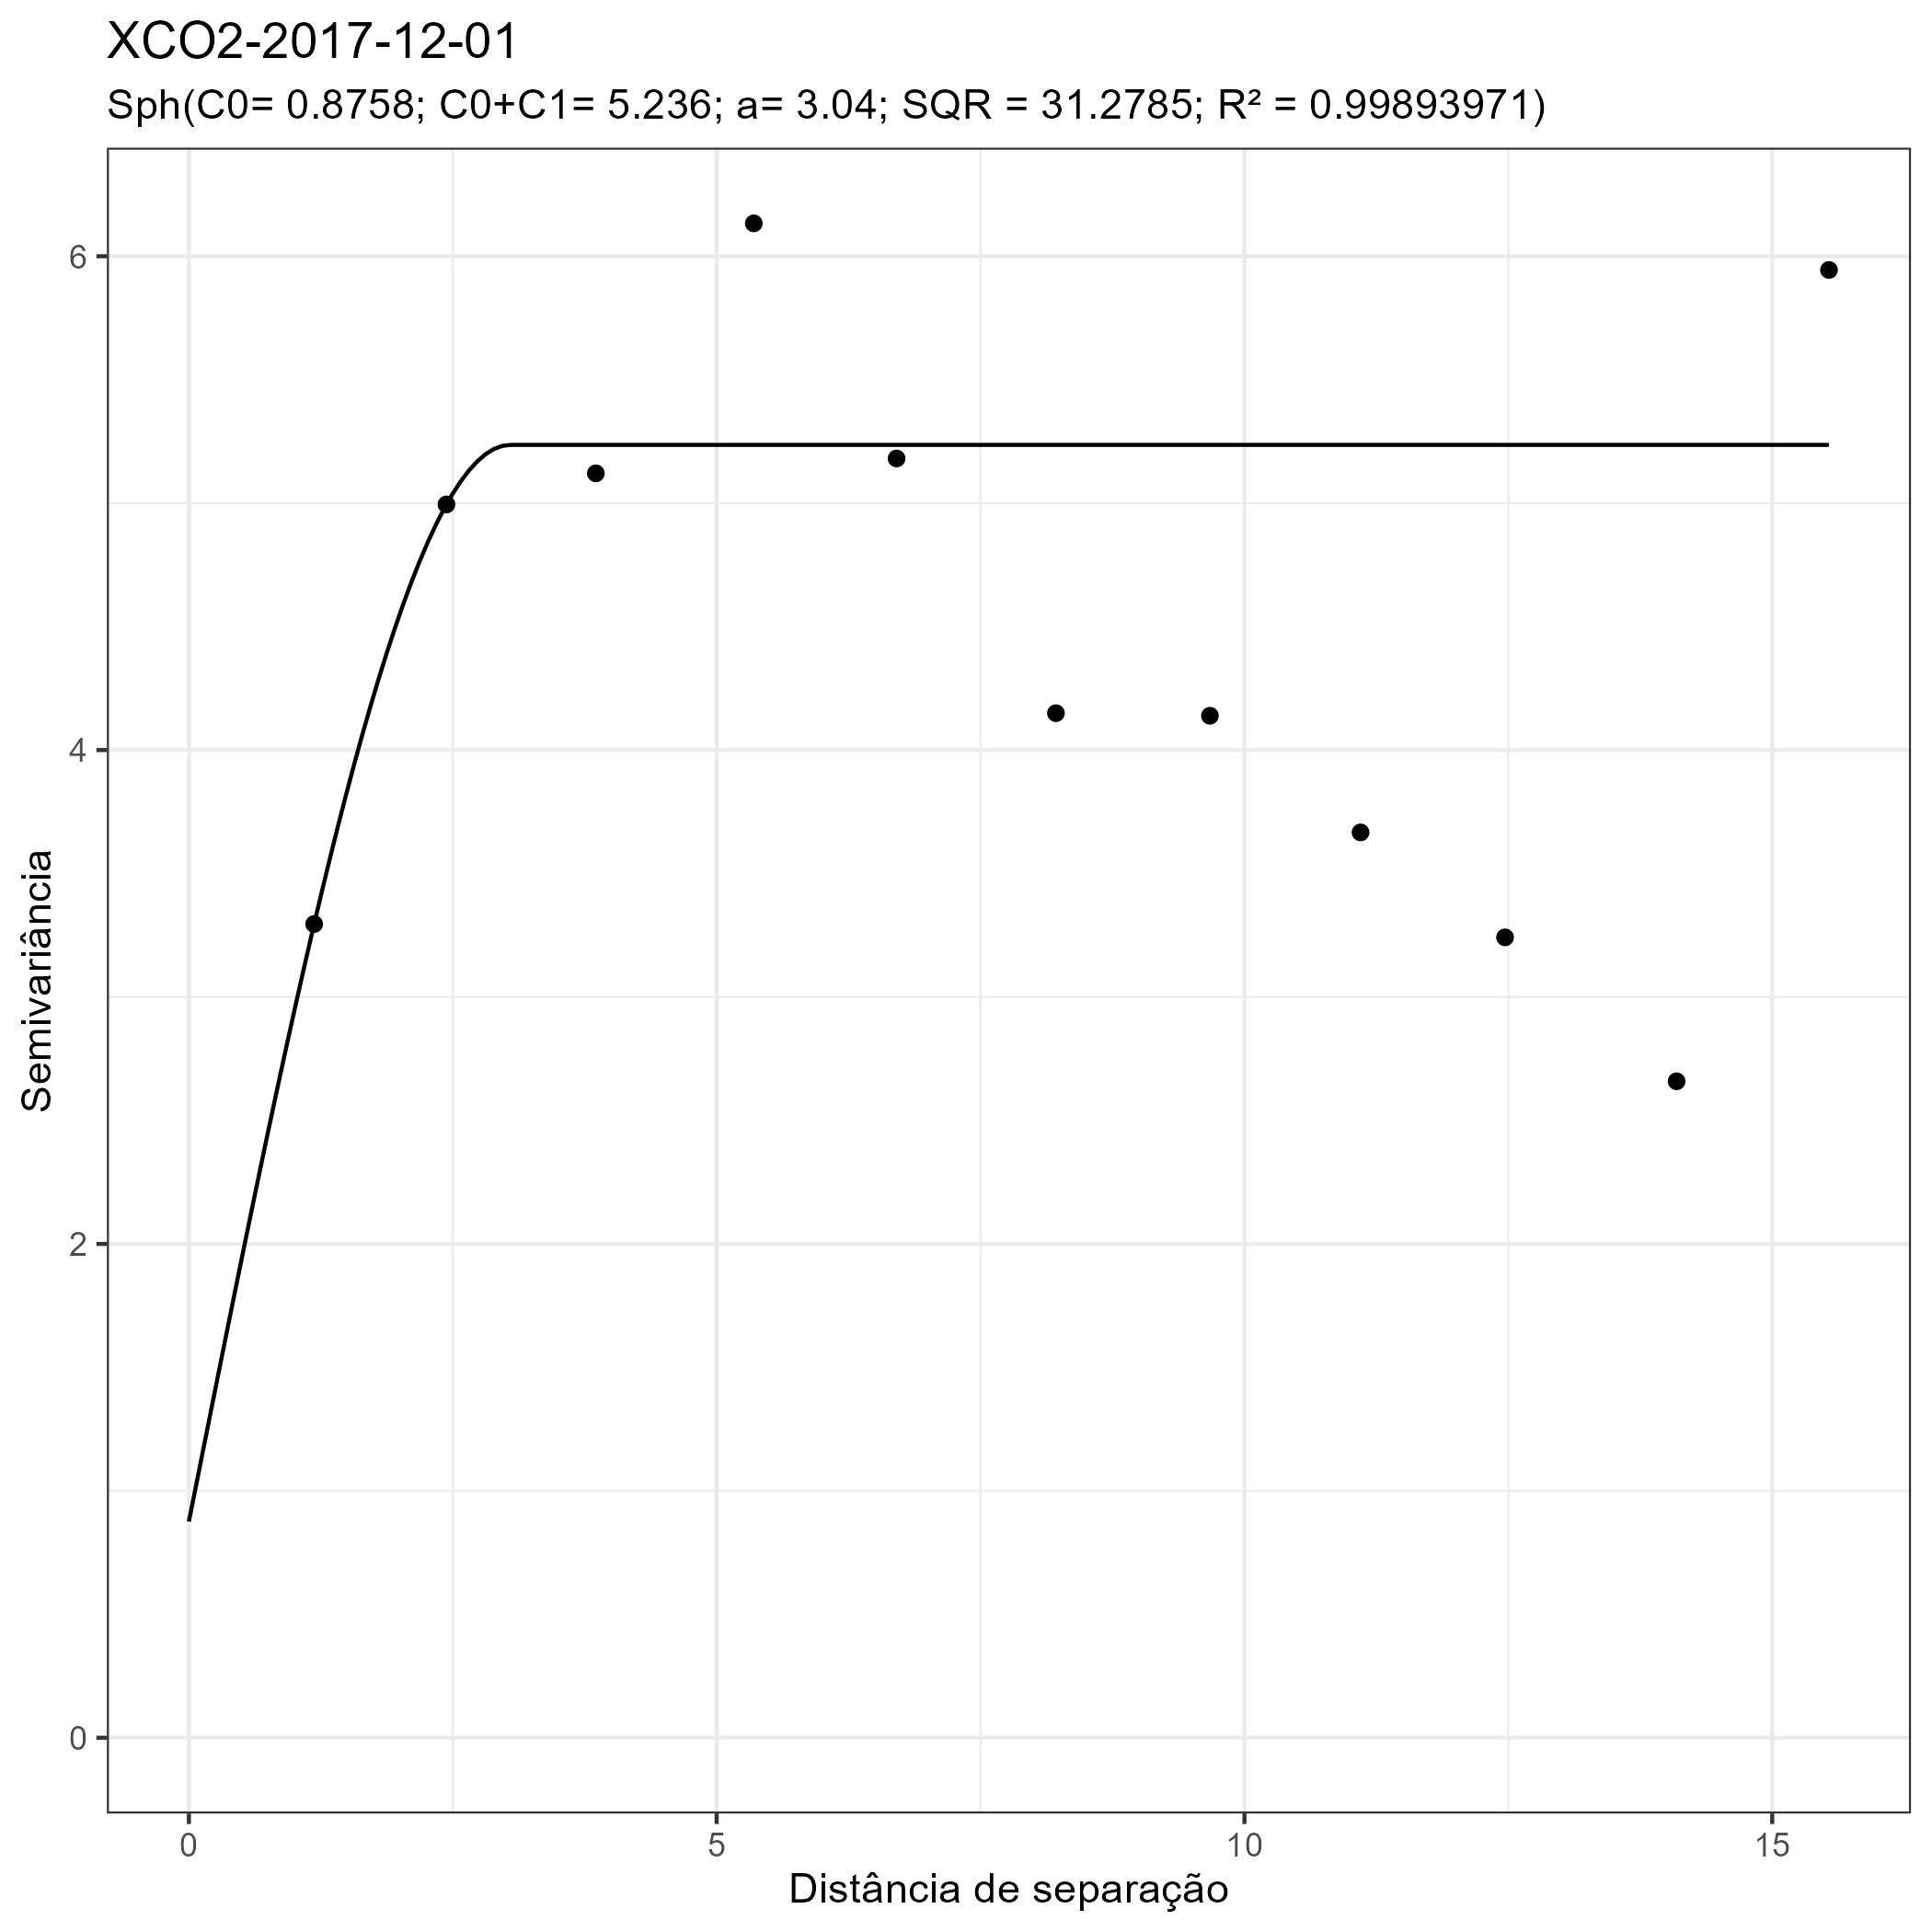 XCO2-2017-12-01
Sph(C0= 0.8758; C0+C1= 5.236; a= 3.04; SQR = 31.2785; R² = 0.99893971)
6
4
2
0
Semivariância
0 5 10 15
Distância de separação